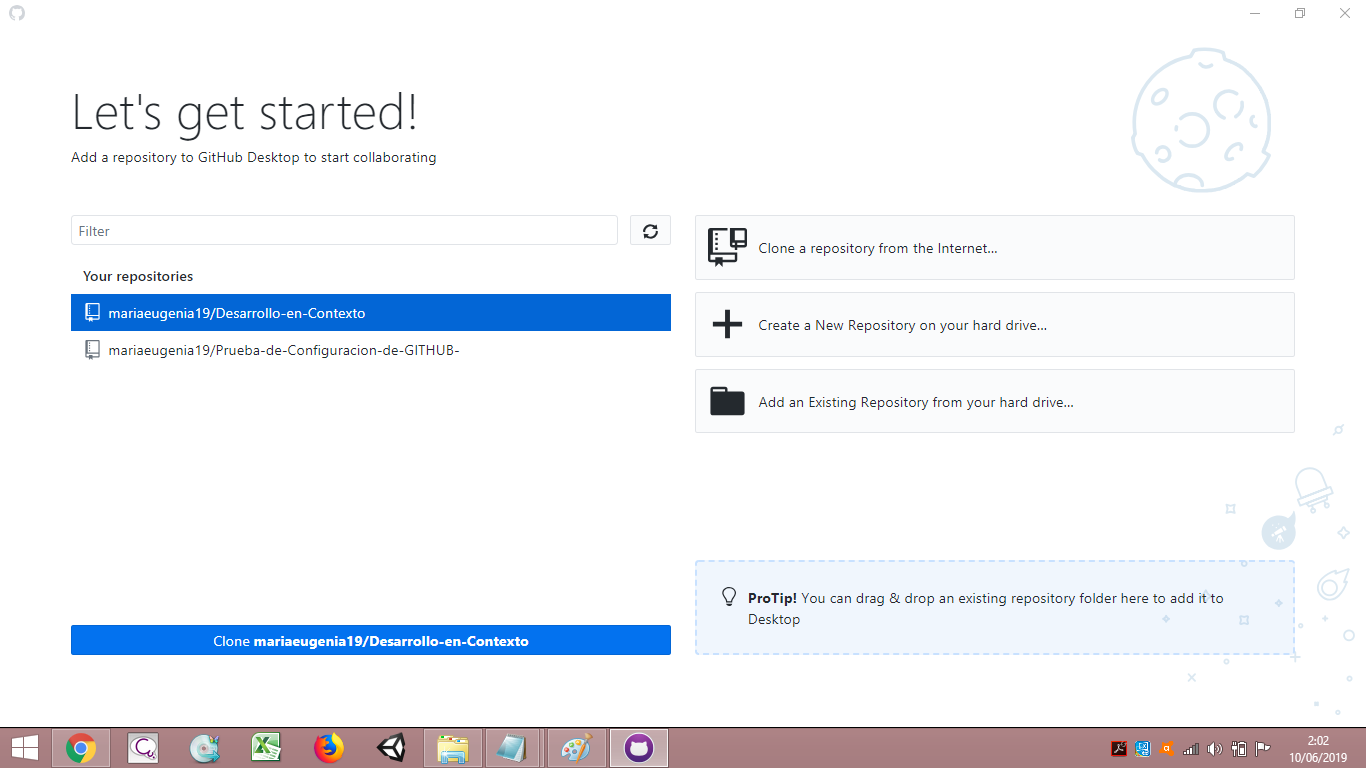 Let's get started!
Add a repository to GitHub Desktop to start collaborating
Filter
Your repositories
mariaeugenia19/Desarrollo-en-Contexto
mariaeugenia19/Prueba-de-Configuracion-de-GITHUB-
Clone mariaeugenia19/Desarrollo-en-Contexto
Clone a repository from the Internet...
Create a New Repository on your hard drive...
Add an Existing Repository from your hard drive...
ProTip! You can drag & drop an existing repository folder here to add it to
Desktop
2:02
10/06/2019